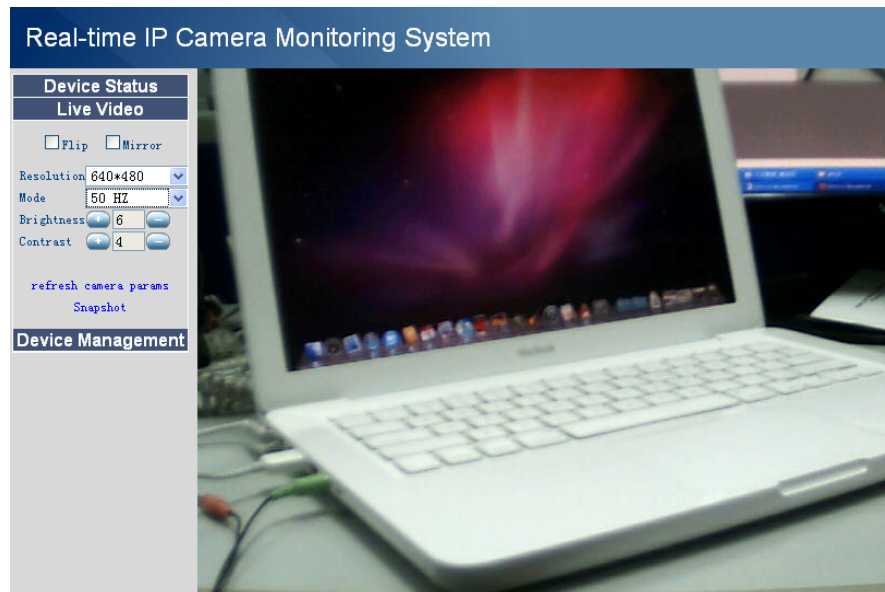 Real-time IP Camera Monitoring System
Device Status
Live Video
Flip Mirror
Resolution 640*480
Mode 50 HZ
Brightness + 6 -
Contrast + 4 -
refresh camera params
Snapshot
Device Management
MacBook